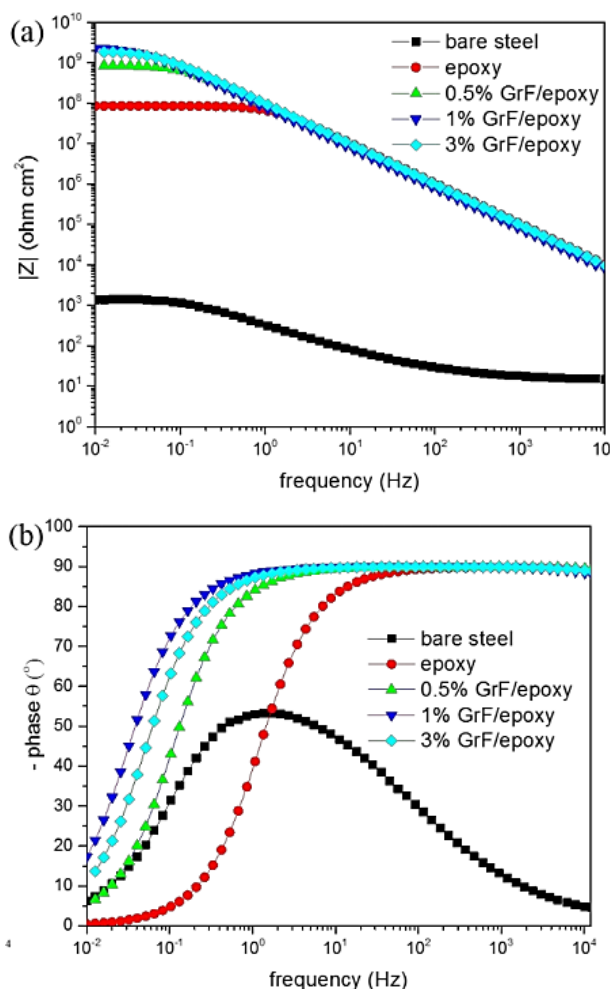 (a)
10^10
10^9
10^8
10^7
10^6
10^5
10^4
10^3
10^2
10^1
10^0
|Z| (ohm cm²)
bare steel
epoxy
0.5% GrF/epoxy
1% GrF/epoxy
3% GrF/epoxy
10^-2 10^-1 10^0 10^1 10^2 10^3 10
frequency (Hz)
(b)
100
90
80
70
60
50
40
30
20
10
0
- phase θ (°)
bare steel
epoxy
0.5% GrF/epoxy
1% GrF/epoxy
3% GrF/epoxy
10^-2 10^-1 10^0 10^1 10^2 10^3 10^4
frequency (Hz)
4